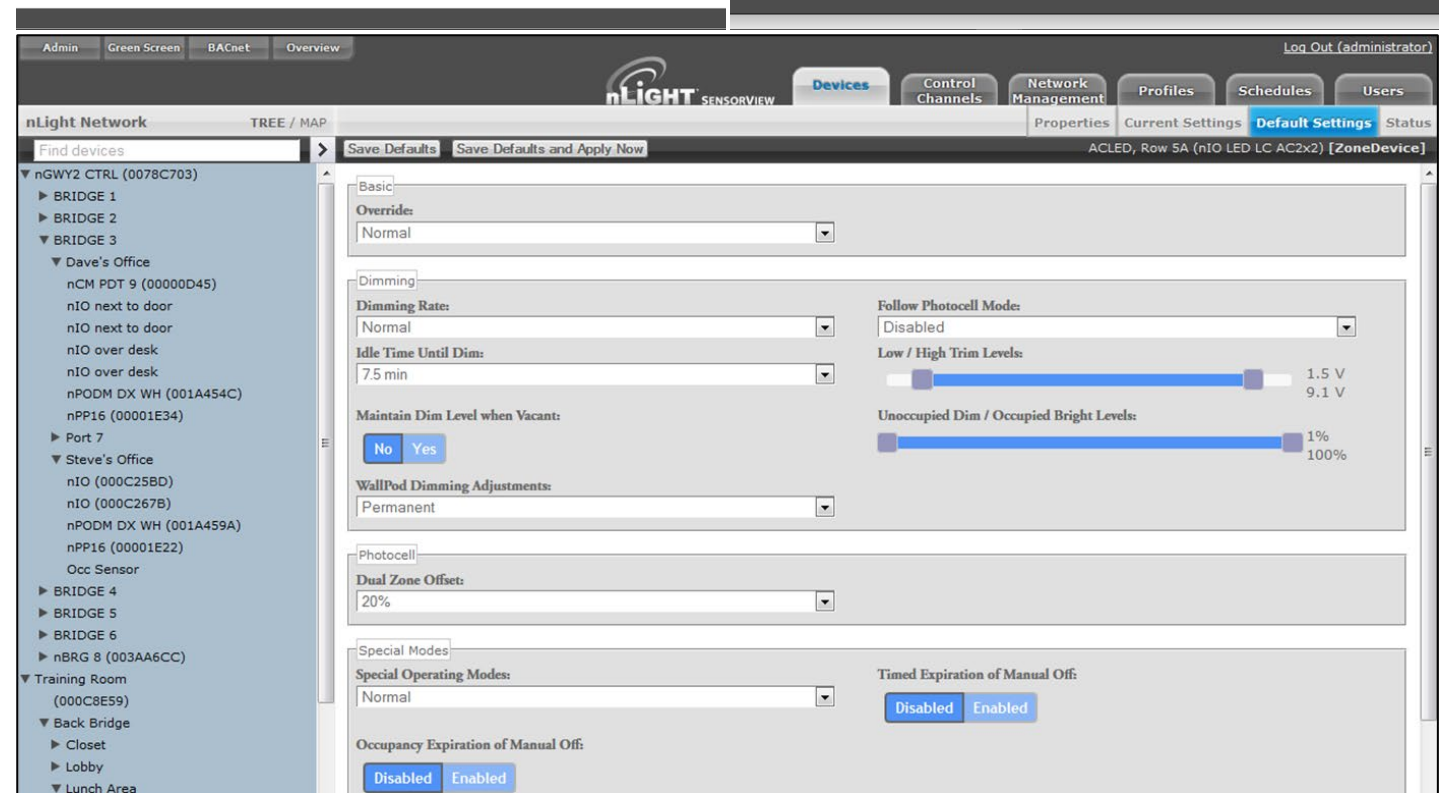 Admin Green Screen BACnet Overview
Log Out (administrator)
nLIGHT SENSORVIEW
Devices Control Channels Network Management Profiles Schedules Users
nLight Network TREE / MAP
Properties Current Settings Default Settings Status
Find devices
Save Defaults Save Defaults and Apply Now
ACLED, Row 5A (nIO LED LC AC2x2) [ZoneDevice]
nGWY2 CTRL (0078C703)
BRIDGE 1
BRIDGE 2
BRIDGE 3
Dave's Office
nCM PDT 9 (00000D45)
nIO next to door
nIO next to door
nIO over desk
nIO over desk
nPODM DX WH (001A454C)
nPP16 (00001E34)
Port 7
Steve's Office
nIO (000C25BD)
nIO (000C267B)
nPODM DX WH (001A459A)
nPP16 (00001E22)
Occ Sensor
BRIDGE 4
BRIDGE 5
BRIDGE 6
nBRG 8 (003AA6CC)
Training Room
(000C8E59)
Back Bridge
Closet
Lobby
Lunch Area
Basic
Override:
Normal
Dimming
Dimming Rate:
Normal
Follow Photocell Mode:
Disabled
Idle Time Until Dim:
7.5 min
Low / High Trim Levels:
1.5 V
9.1 V
Maintain Dim Level when Vacant:
No Yes
Unoccupied Dim / Occupied Bright Levels:
1%
100%
WallPod Dimming Adjustments:
Permanent
Photocell
Dual Zone Offset:
20%
Special Modes
Special Operating Modes:
Normal
Timed Expiration of Manual Off:
Disabled Enabled
Occupancy Expiration of Manual Off:
Disabled Enabled